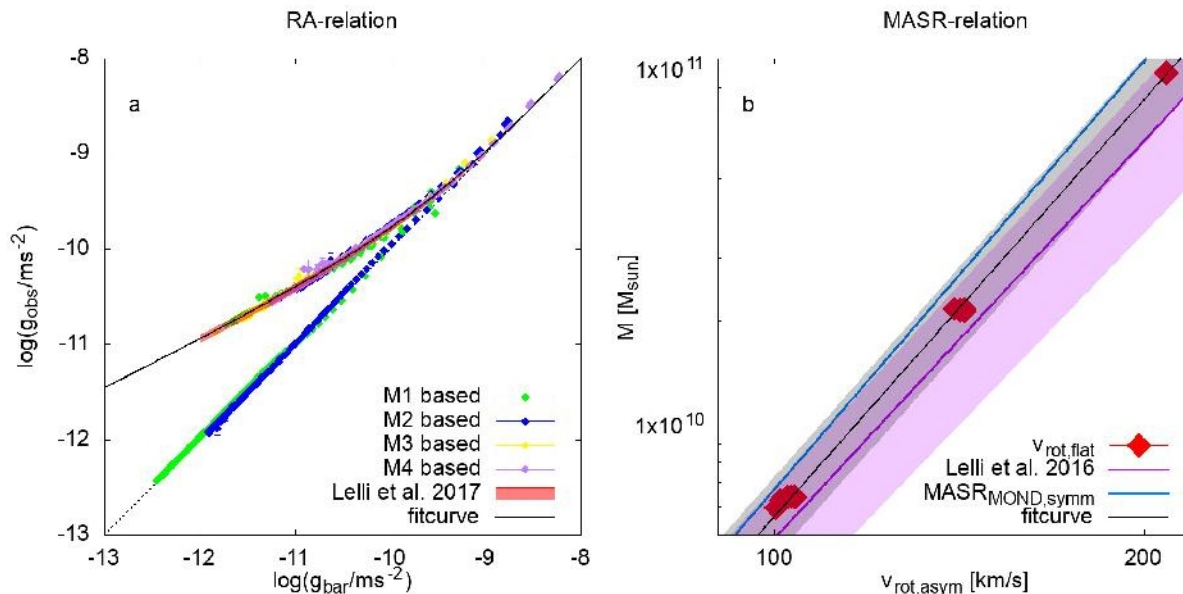 RA-relation
a
log(g_obs/ms^-2)
-8
-9
-10
-11
-12
-13
M1 based
M2 based
M3 based
M4 based
Lelli et al. 2017
fitcurve
-13 -12 -11 -10 -9 -8
log(g_bar/ms^-2)
MASR-relation
b
M [M_sun]
1x10^11
1x10^10
v_rot,flat
Lelli et al. 2016
MASR_MOND,symm
fitcurve
100 200
v_rot,asym [km/s]